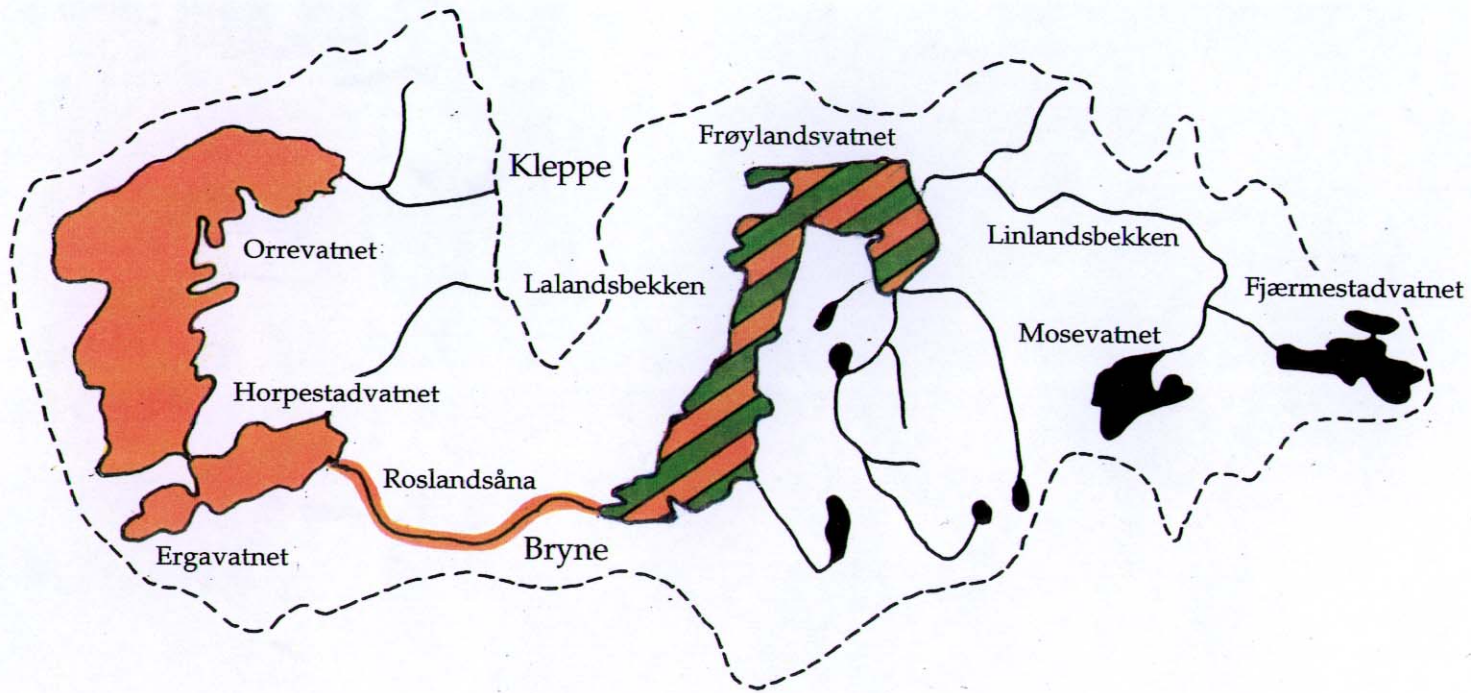 Frøylandsvatnet
Kleppe
Orrevatnet
Linlandsbekken
Lalandsbekken
Fjærmestadvatnet
Mosevatnet
Horpestadvatnet
Roslandsåna
Bryne
Ergavatnet